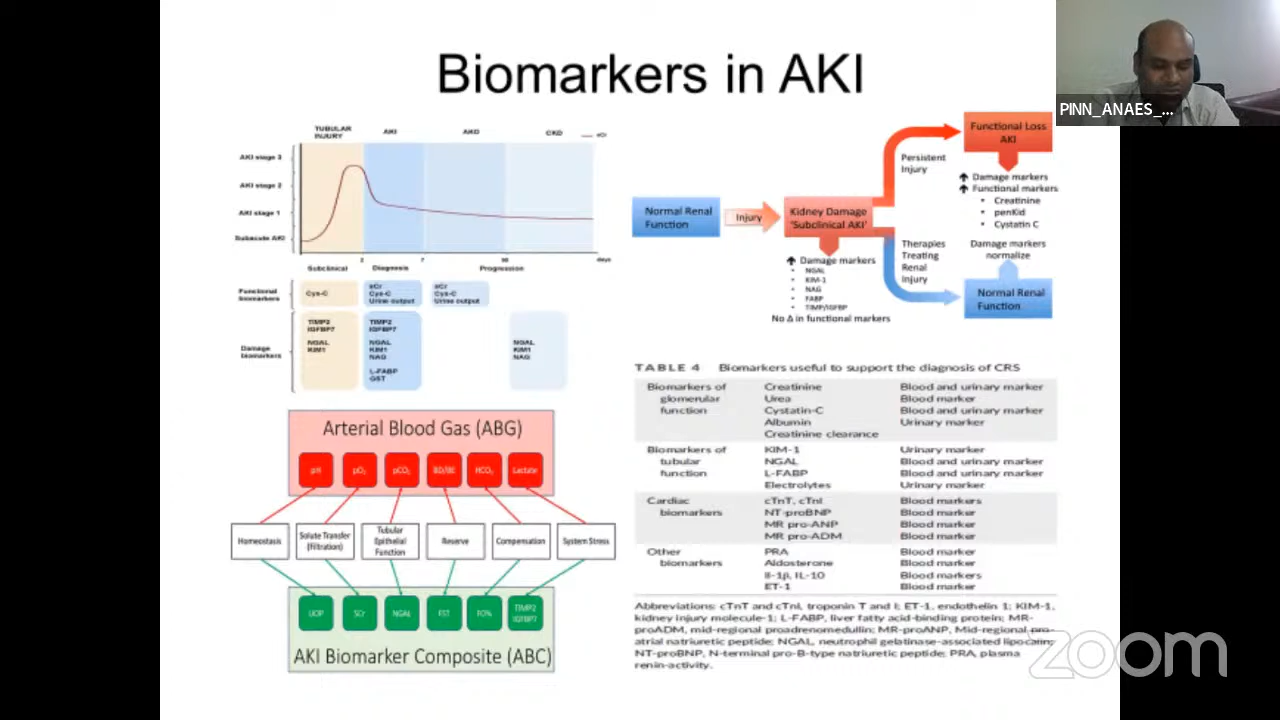 Biomarkers in AKI
PINN_ANAES_...
TUBULAR
INJURY
AKI
AKD
CKD
sCr
AKI stage 3
AKI stage 2
AKI stage 1
Subacute AKI
2
7
90
days
Subclinical
Diagnosis
Progression
Functional
biomarkers
Cys-C
sCr
Cys-C
Urine output
sCr
Cys-C
Urine output
Damage
biomarkers
TIMP2
IGFBP7
NGAL
KIM1
TIMP2
IGFBP7
NGAL
KIM1
NAG
L-FABP
GST
NGAL
KIM1
NAG
Normal Renal
Function
Injury
Kidney Damage
'Subclinical AKI'
Damage markers
• NGAL
• KIM-1
• NAG
• FABP
• TIMP/IGFBP
No Δ in functional markers
Persistent
Injury
Functional Loss
AKI
Damage markers
Functional markers
• Creatinine
• penKid
• Cystatin C
Therapies
Treating
Renal
Injury
Damage markers
normalize
Normal Renal
Function
Arterial Blood Gas (ABG)
pH pO₂ pCO₂ BD/BE HCO₃ Lactate
Homeostasis
Solute Transfer
(Filtration)
Tubular
Epithelial
Function
Reserve
Compensation
System Stress
UOP SCr NGAL FST FO% TIMP2
IGFBP7
AKI Biomarker Composite (ABC)
TABLE 4 Biomarkers useful to support the diagnosis of CRS
Biomarkers of Creatinine Blood and urinary marker
glomerular Urea Blood marker
function Cystatin-C Blood and urinary marker
Albumin Urinary marker
Creatinine clearance
Biomarkers of KIM-1 Urinary marker
tubular NGAL Blood and urinary marker
function L-FABP Blood and urinary marker
Electrolytes Urinary marker
Cardiac cTnT, cTnI Blood markers
biomarkers NT-proBNP Blood marker
MR pro-ANP Blood marker
MR pro-ADM Blood marker
Other PRA Blood marker
biomarkers Aldosterone Blood marker
Il-1β, IL-10 Blood markers
ET-1 Blood marker
Abbreviations: cTnT and cTnI, troponin T and I; ET-1, endothelin 1; KIM-1,
kidney injury molecule-1; L-FABP, liver fatty acid-binding protein; MR-
proADM, mid-regional proadrenomedullin; MR-proANP, Mid-regional pro-
atrial natriuretic peptide; NGAL, neutrophil gelatinase-associated lipocalin;
NT-proBNP, N-terminal pro-B-type natriuretic peptide; PRA, plasma
renin-activity.
zoom